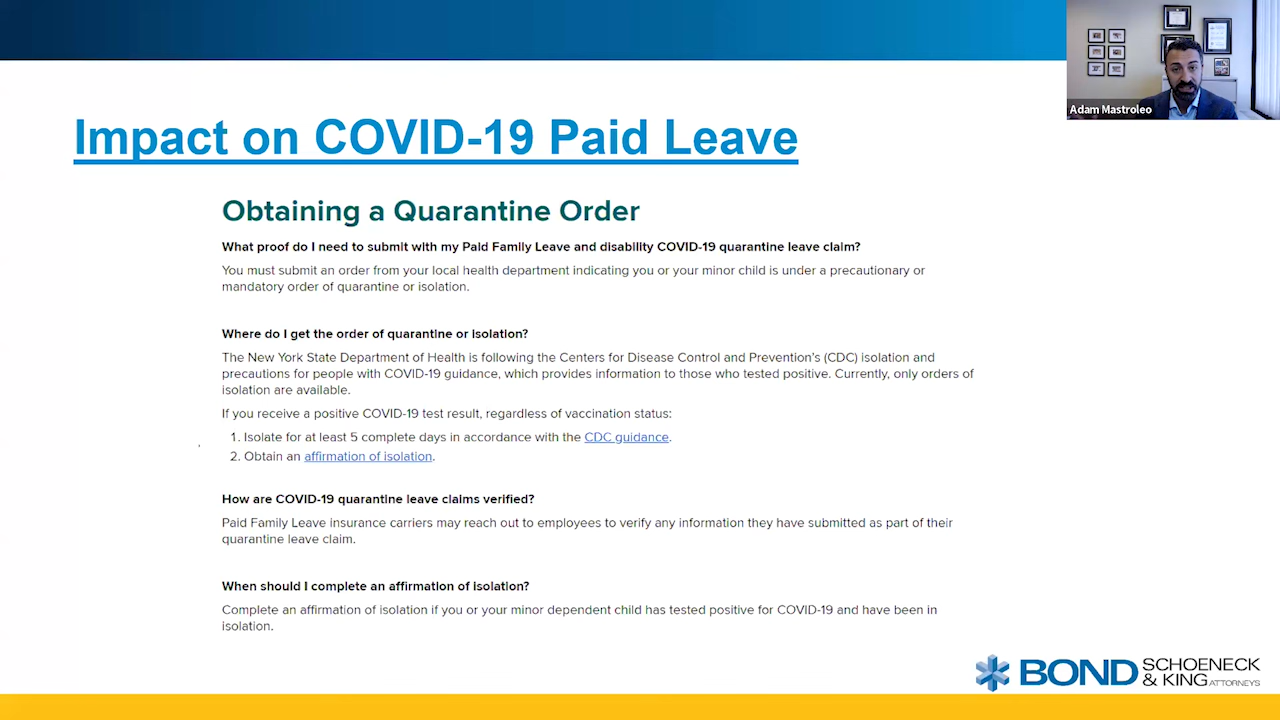 Adam Mastroleo
Impact on COVID-19 Paid Leave
Obtaining a Quarantine Order
What proof do I need to submit with my Paid Family Leave and disability COVID-19 quarantine leave claim?
You must submit an order from your local health department indicating you or your minor child is under a precautionary or
mandatory order of quarantine or isolation.
Where do I get the order of quarantine or isolation?
The New York State Department of Health is following the Centers for Disease Control and Prevention's (CDC) isolation and
precautions for people with COVID-19 guidance, which provides information to those who tested positive. Currently, only orders of
isolation are available.
If you receive a positive COVID-19 test result, regardless of vaccination status:
1. Isolate for at least 5 complete days in accordance with the CDC guidance.
2. Obtain an affirmation of isolation.
How are COVID-19 quarantine leave claims verified?
Paid Family Leave insurance carriers may reach out to employees to verify any information they have submitted as part of their
quarantine leave claim.
When should I complete an affirmation of isolation?
Complete an affirmation of isolation if you or your minor dependent child has tested positive for COVID-19 and have been in
isolation.
BOND SCHOENECK
& KING ATTORNEYS